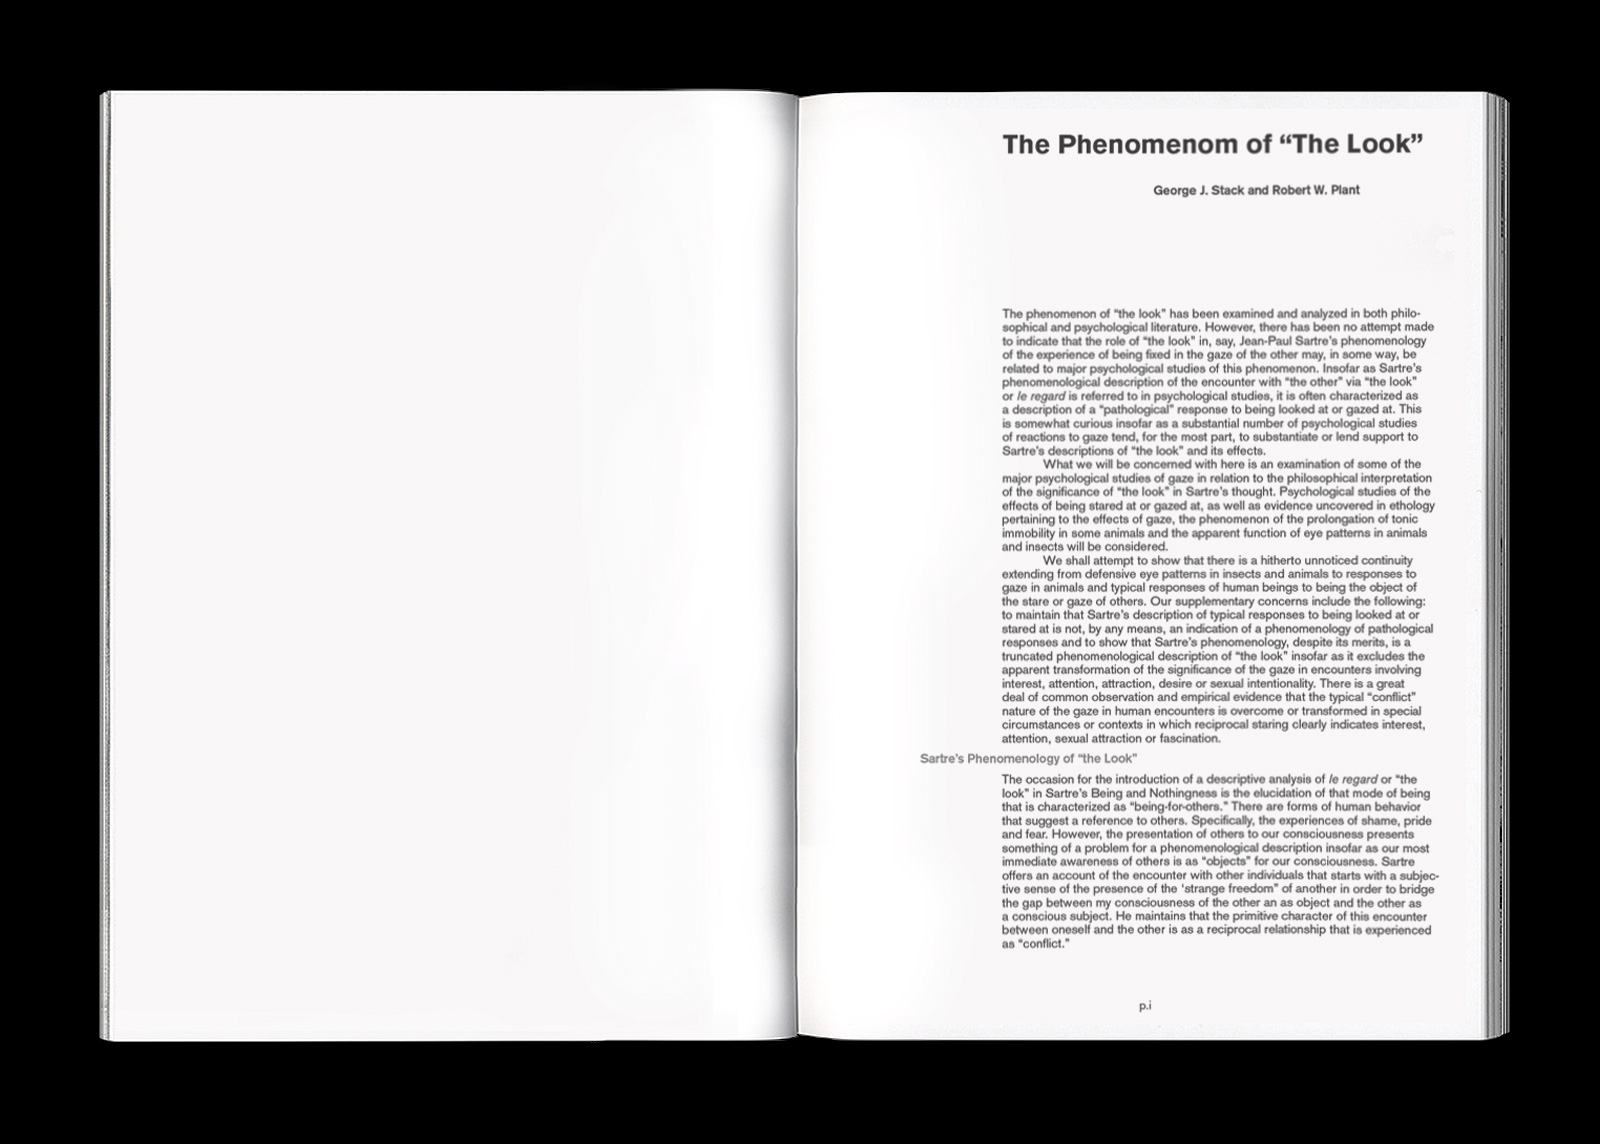 The Phenomenom of “The Look”
George J. Stack and Robert W. Plant
The phenomenon of “the look” has been examined and analyzed in both philo-
sophical and psychological literature. However, there has been no attempt made
to indicate that the role of “the look” in, say, Jean-Paul Sartre’s phenomenology
of the experience of being fixed in the gaze of the other may, in some way, be
related to major psychological studies of this phenomenon. Insofar as Sartre’s
phenomenological description of the encounter with “the other” via “the look”
or le regard is referred to in psychological studies, it is often characterized as
a description of a “pathological” response to being looked at or gazed at. This
is somewhat curious insofar as a substantial number of psychological studies
of reactions to gaze tend, for the most part, to substantiate or lend support to
Sartre’s descriptions of “the look” and its effects.
What we will be concerned with here is an examination of some of the
major psychological studies of gaze in relation to the philosophical interpretation
of the significance of “the look” in Sartre’s thought. Psychological studies of the
effects of being stared at or gazed at, as well as evidence uncovered in ethology
pertaining to the effects of gaze, the phenomenon of the prolongation of tonic
immobility in some animals and the apparent function of eye patterns in animals
and insects will be considered.
We shall attempt to show that there is a hitherto unnoticed continuity
extending from defensive eye patterns in insects and animals to responses to
gaze in animals and typical responses of human beings to being the object of
the stare or gaze of others. Our supplementary concerns include the following:
to maintain that Sartre’s description of typical responses to being looked at or
stared at is not, by any means, an indication of a phenomenology of pathological
responses and to show that Sartre’s phenomenology, despite its merits, is a
truncated phenomenological description of “the look” insofar as it excludes the
apparent transformation of the significance of the gaze in encounters involving
interest, attention, attraction, desire or sexual intentionality. There is a great
deal of common observation and empirical evidence that the typical “conflict”
nature of the gaze in human encounters is overcome or transformed in special
circumstances or contexts in which reciprocal staring clearly indicates interest,
attention, sexual attraction or fascination.
Sartre’s Phenomenology of “the Look”
The occasion for the introduction of a descriptive analysis of le regard or “the
look” in Sartre’s Being and Nothingness is the elucidation of that mode of being
that is characterized as “being-for-others.” There are forms of human behavior
that suggest a reference to others. Specifically, the experiences of shame, pride
and fear. However, the presentation of others to our consciousness presents
something of a problem for a phenomenological description insofar as our most
immediate awareness of others is as “objects” for our consciousness. Sartre
offers an account of the encounter with other individuals that starts with a subjec-
tive sense of the presence of the ‘strange freedom” of another in order to bridge
the gap between my consciousness of the other an as object and the other as
a conscious subject. He maintains that the primitive character of this encounter
between oneself and the other is as a reciprocal relationship that is experienced
as “conflict.”
p.i